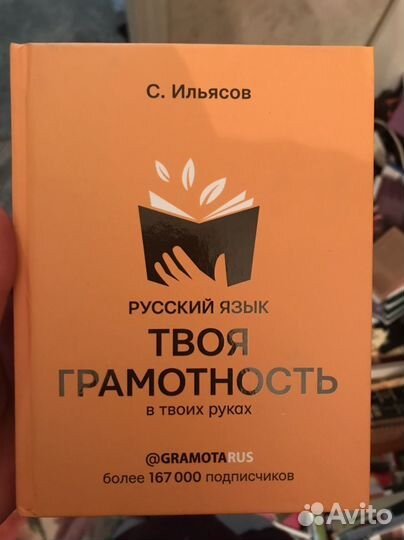 С. Ильясов
РУССКИЙ ЯЗЫК
ТВОЯ
ГРАМОТНОСТЬ
в твоих руках
@GRAMOTARUS
более 167 000 подписчиков
Avito